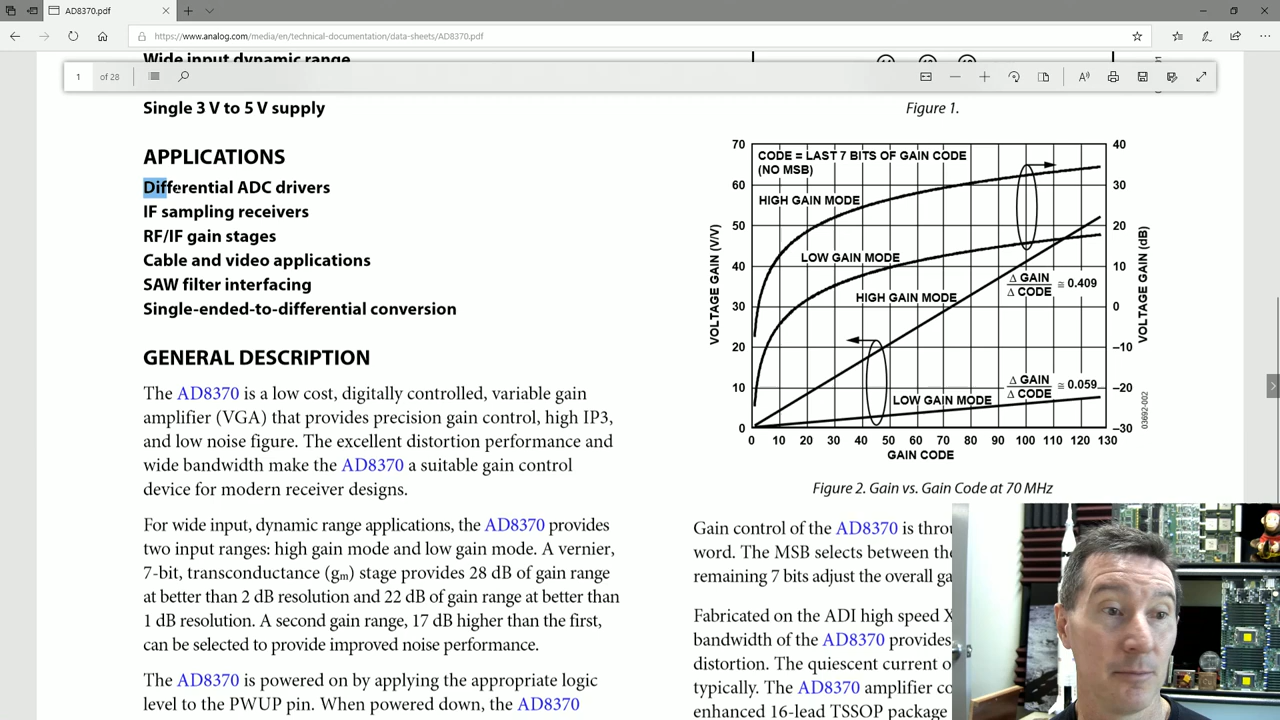 AD8370.pdf
https://www.analog.com/media/en/technical-documentation/data-sheets/AD8370.pdf
Wide input dynamic range
1 of 28
Single 3 V to 5 V supply
APPLICATIONS
Differential ADC drivers
IF sampling receivers
RF/IF gain stages
Cable and video applications
SAW filter interfacing
Single-ended-to-differential conversion
GENERAL DESCRIPTION
The AD8370 is a low cost, digitally controlled, variable gain
amplifier (VGA) that provides precision gain control, high IP3,
and low noise figure. The excellent distortion performance and
wide bandwidth make the AD8370 a suitable gain control
device for modern receiver designs.
For wide input, dynamic range applications, the AD8370 provides
two input ranges: high gain mode and low gain mode. A vernier,
7-bit, transconductance (gm) stage provides 28 dB of gain range
at better than 2 dB resolution and 22 dB of gain range at better than
1 dB resolution. A second gain range, 17 dB higher than the first,
can be selected to provide improved noise performance.
The AD8370 is powered on by applying the appropriate logic
level to the PWUP pin. When powered down, the AD8370
Figure 1.
CODE = LAST 7 BITS OF GAIN CODE
(NO MSB)
HIGH GAIN MODE
LOW GAIN MODE
HIGH GAIN MODE
Δ GAIN
Δ CODE
≅ 0.409
Δ GAIN
Δ CODE
≅ 0.059
LOW GAIN MODE
VOLTAGE GAIN (V/V)
70
60
50
40
30
20
10
0
VOLTAGE GAIN (dB)
40
30
20
10
0
–10
–20
–30
0 10 20 30 40 50 60 70 80 90 100 110 120 130
GAIN CODE
03692-002
Figure 2. Gain vs. Gain Code at 70 MHz
Gain control of the AD8370 is
word. The MSB selects between the
remaining 7 bits adjust the overall
Fabricated on the ADI high speed
bandwidth of the AD8370 provides
distortion. The quiescent current
typically. The AD8370 amplifier
enhanced 16-lead TSSOP package